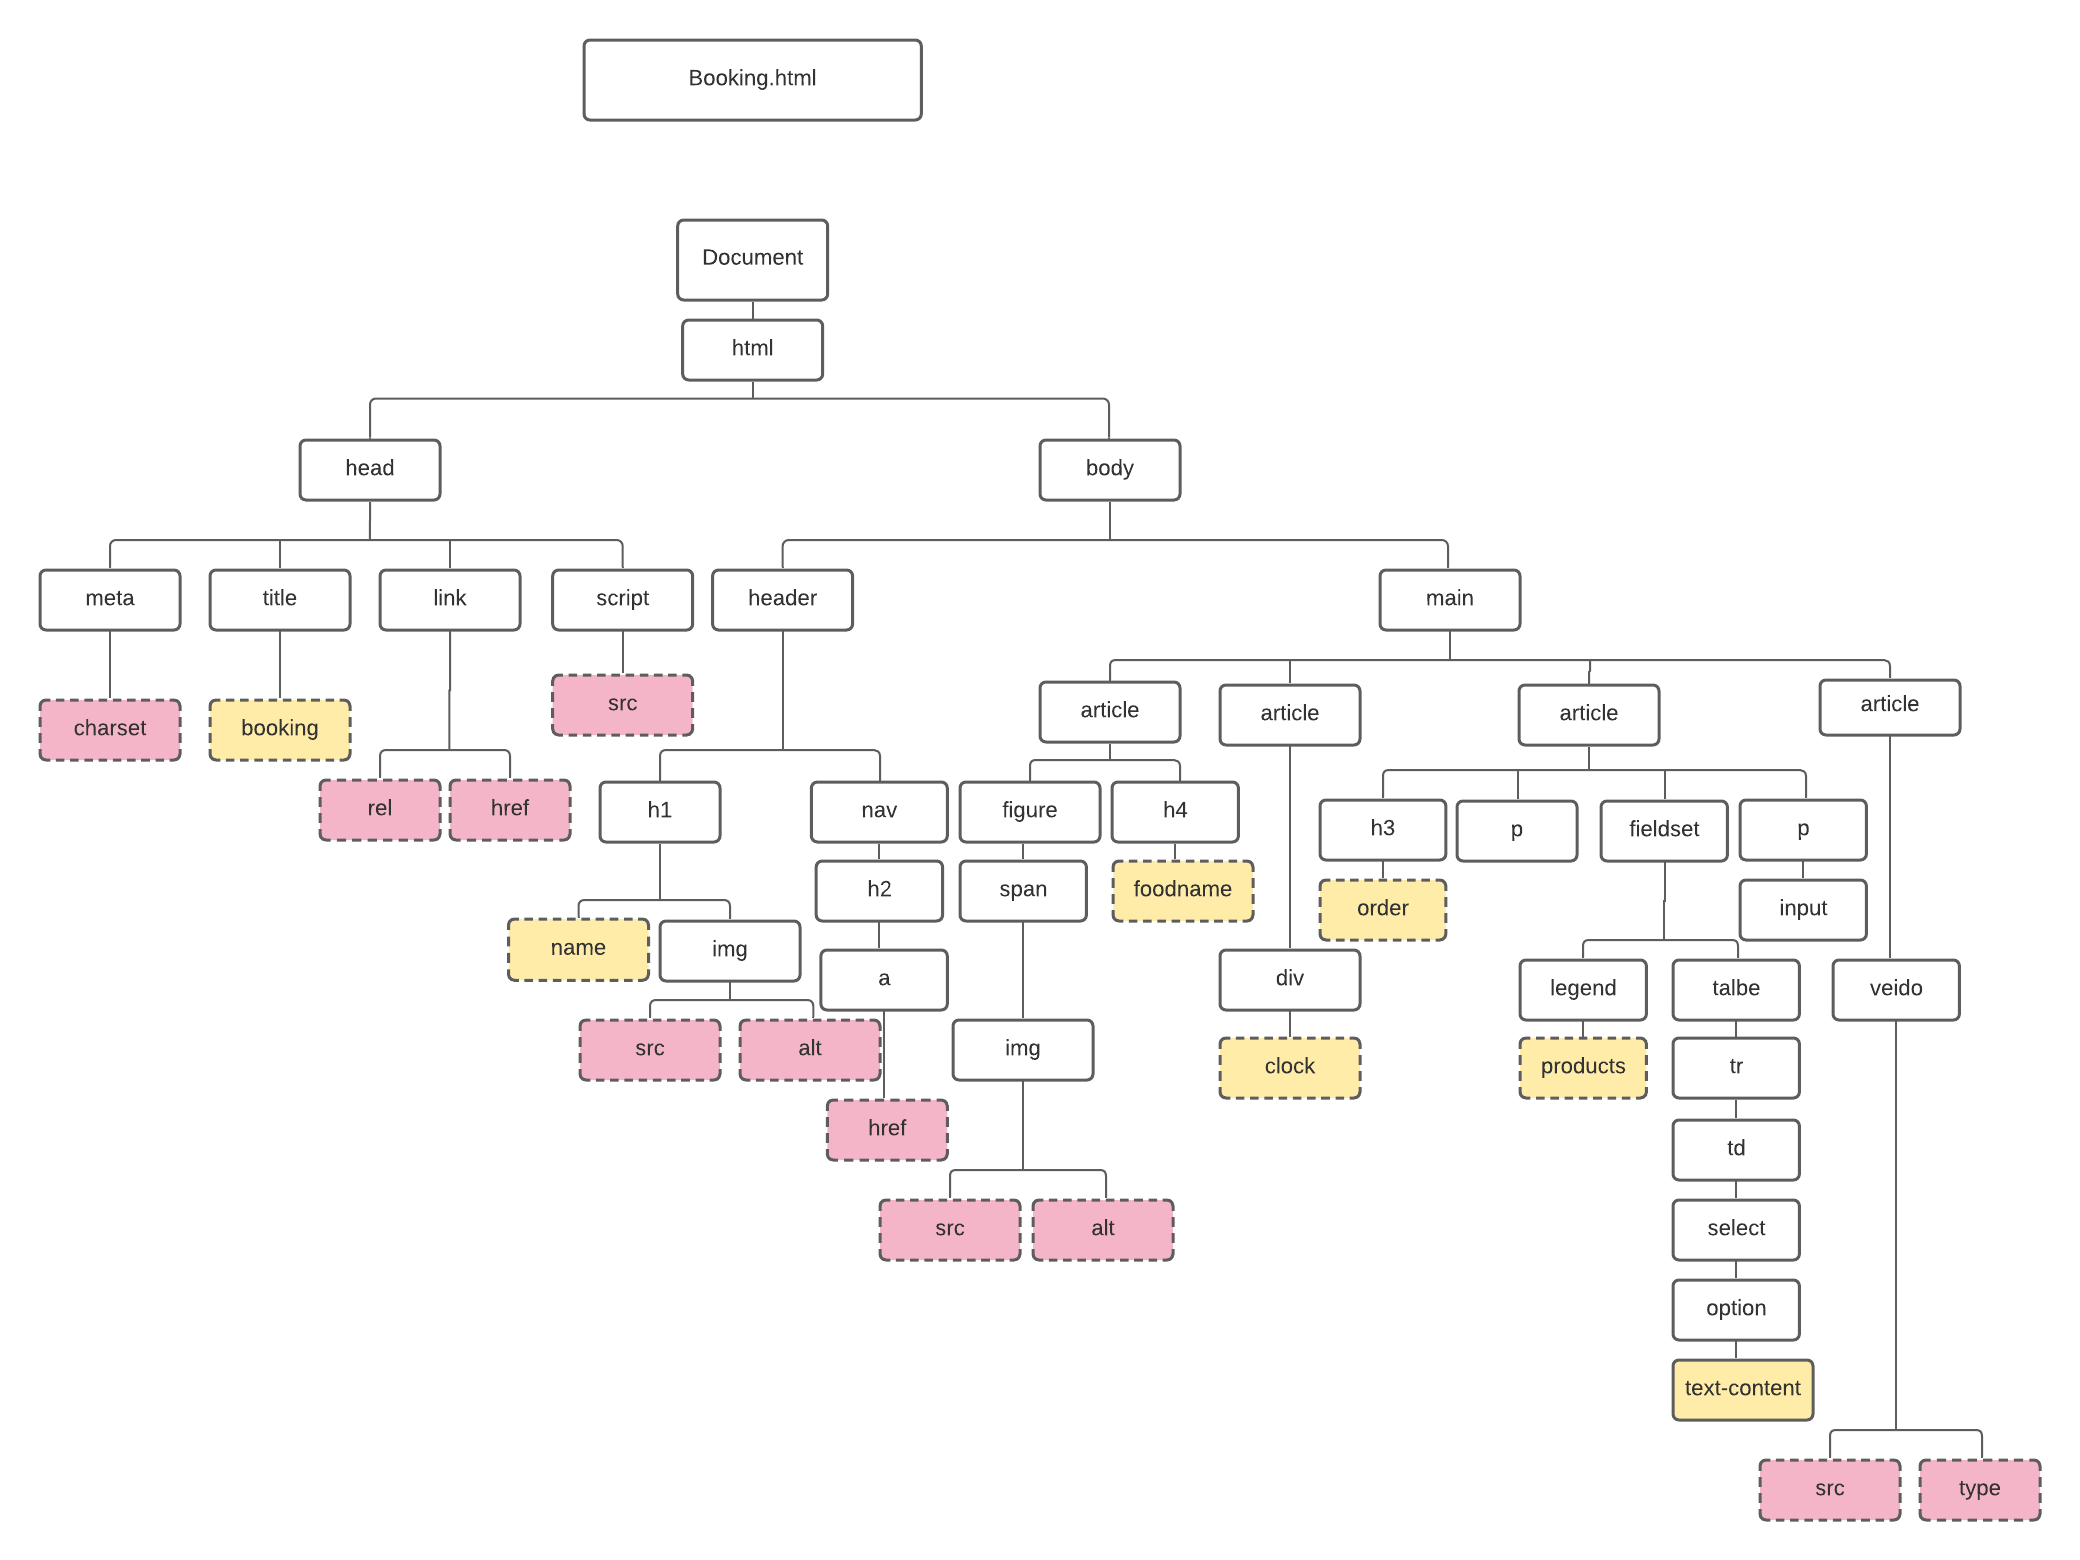 Booking.html
Document
html
head
body
meta
title
link
script
header
main
charset
booking
src
article
article
article
article
rel
href
h1
nav
figure
h4
h3
p
fieldset
p
h2
span
foodname
order
input
name
img
a
div
legend
talbe
veido
src
alt
img
clock
products
tr
href
td
src
alt
select
option
text-content
src
type